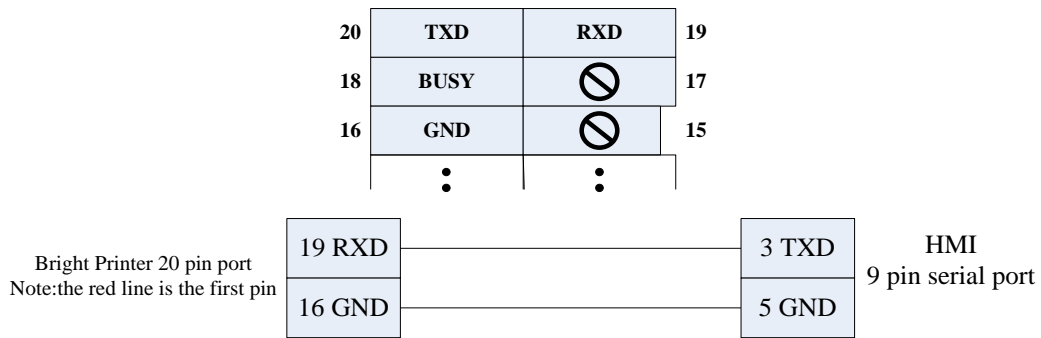 20 TXD RXD 19
18 BUSY 17
16 GND 15
19 RXD 3 TXD
16 GND 5 GND
Bright Printer 20 pin port
Note:the red line is the first pin
HMI
9 pin serial port